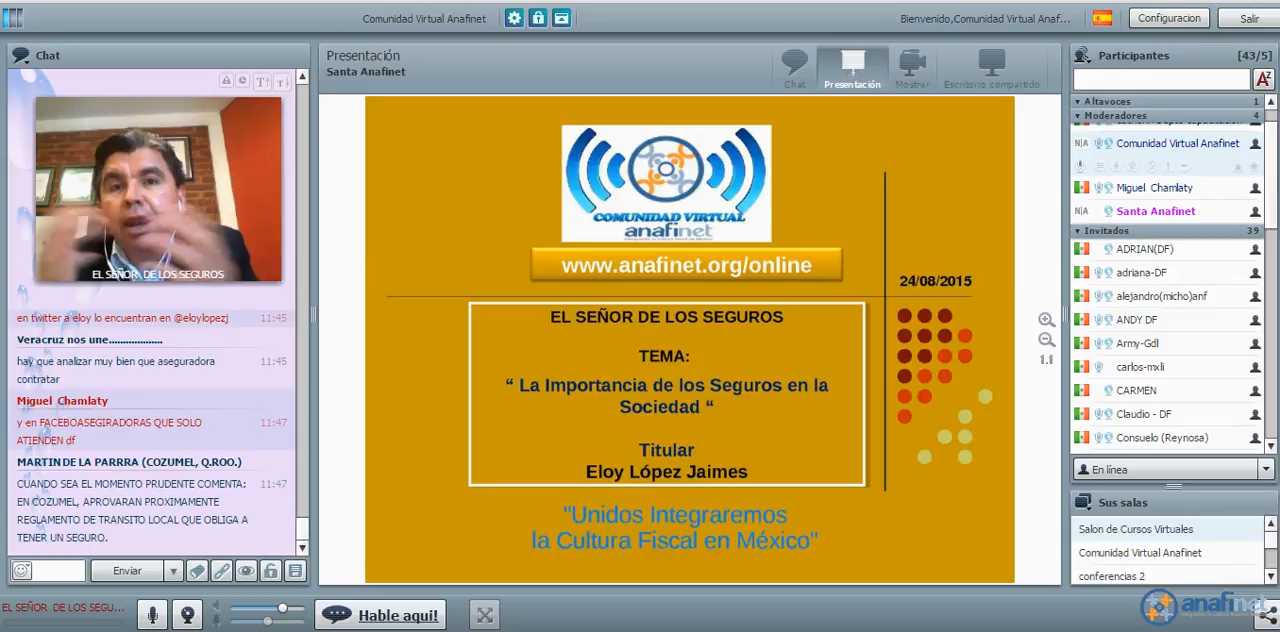 Comunidad Virtual Anafinet
Bienvenido,Comunidad Virtual Anaf...
Configuracion
Salir
Chat
EL SEÑOR DE LOS SEGUROS
en twitter a eloy lo encuentran en @eloylopezj 11:45
Veracruz nos une..................
hay que analizar muy bien que aseguradora 11:45
contratar
Miguel Chamlaty
y en FACEBOASEGIRADORAS QUE SOLO 11:47
ATIENDEN df
MARTIN DE LA PARRRA (COZUMEL, Q.ROO.)
CUANDO SEA EL MOMENTO PRUDENTE COMENTA: 11:47
EN COZUMEL, APROVARAN PROXIMAMENTE
REGLAMENTO DE TRANSITO LOCAL QUE OBLIGA A
TENER UN SEGURO.
Enviar
EL SEÑOR DE LOS SEGU...
Hable aqui!
Presentación
Santa Anafinet
Chat
Presentación
Mostrar
Escritorio compartido
COMUNIDAD VIRTUAL
anafinet
www.anafinet.org/online
24/08/2015
EL SEÑOR DE LOS SEGUROS
TEMA:
“ La Importancia de los Seguros en la
Sociedad “
Titular
Eloy López Jaimes
"Unidos Integraremos
la Cultura Fiscal en México"
1.1
Participantes [43/5]
Altavoces 1
Moderadores 4
N/A Comunidad Virtual Anafinet
Miguel Chamlaty
N/A Santa Anafinet
Invitados 39
ADRIAN(DF)
adriana-DF
alejandro(micho)anf
ANDY DF
Army-Gdl
carlos-mxli
CARMEN
Claudio - DF
Consuelo (Reynosa)
En línea
Sus salas
Salon de Cursos Virtuales
Comunidad Virtual Anafinet
conferencias 2
anafinet